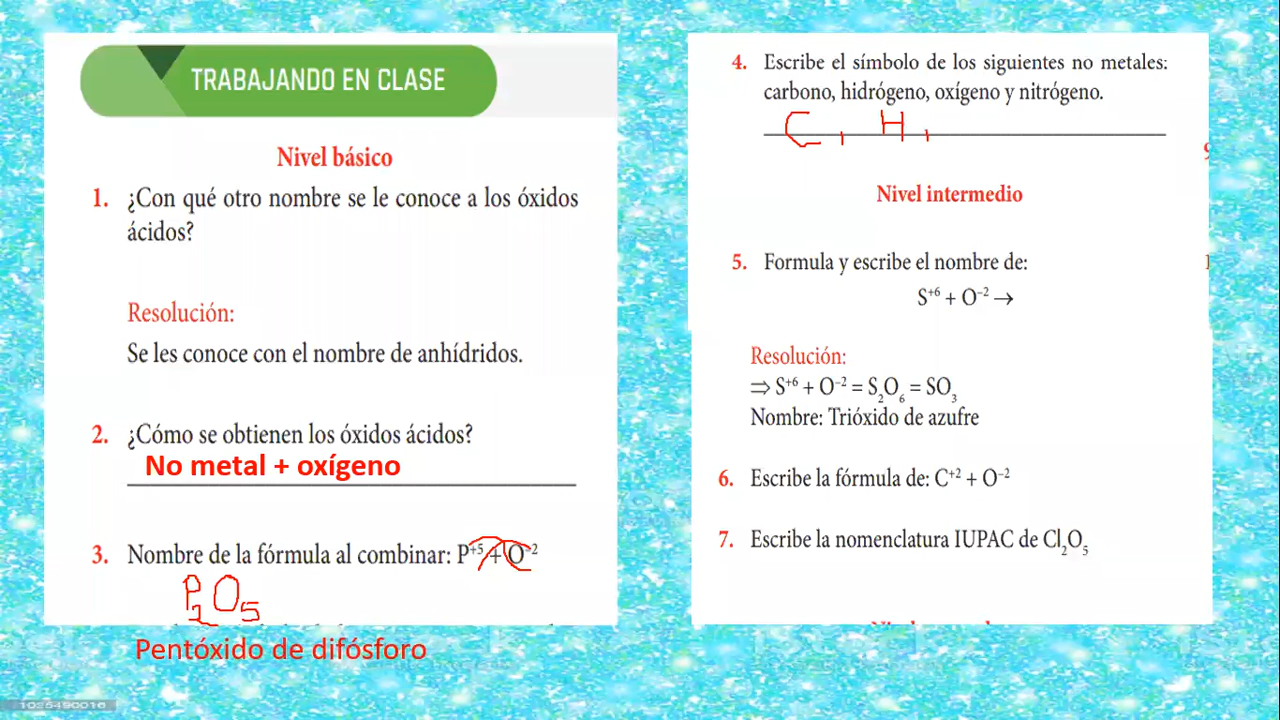 TRABAJANDO EN CLASE
Nivel básico
1. ¿Con qué otro nombre se le conoce a los óxidos
ácidos?
Resolución:
Se les conoce con el nombre de anhídridos.
2. ¿Cómo se obtienen los óxidos ácidos?
No metal + oxígeno
3. Nombre de la fórmula al combinar: P⁺⁵ + O⁻²
P₂O₅
Pentóxido de difósforo
4. Escribe el símbolo de los siguientes no metales:
carbono, hidrógeno, oxígeno y nitrógeno.
C, H,
Nivel intermedio
5. Formula y escribe el nombre de:
S⁺⁶ + O⁻² →
Resolución:
⇒ S⁺⁶ + O⁻² = S₂O₆ = SO₃
Nombre: Trióxido de azufre
6. Escribe la fórmula de: C⁺² + O⁻²
7. Escribe la nomenclatura IUPAC de Cl₂O₅
1025490016